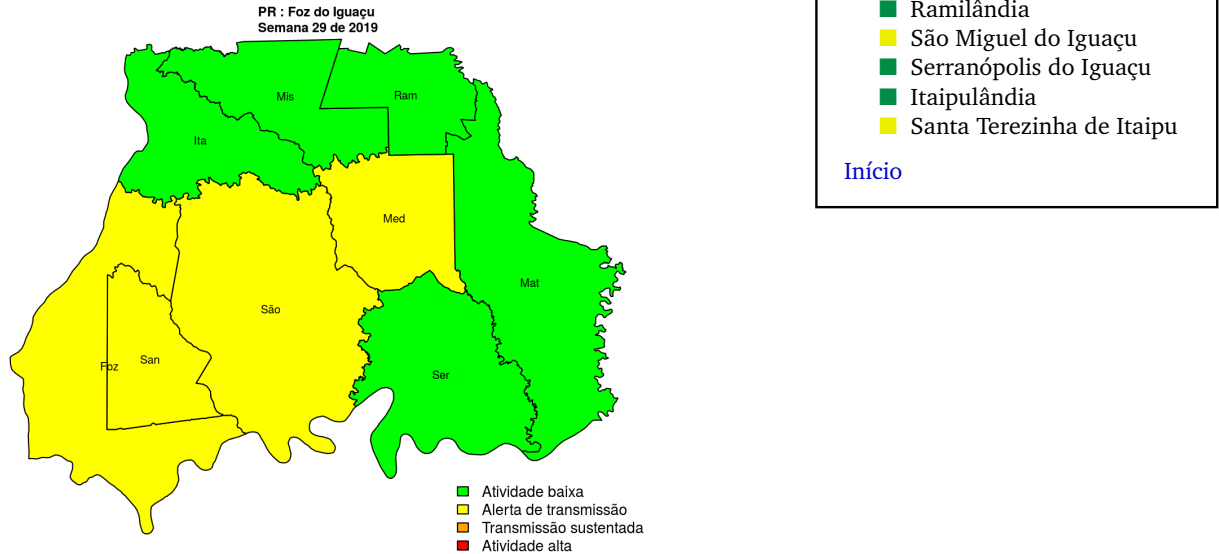 PR : Foz do Iguaçu
Semana 29 de 2019
Mis
Ram
Ita
Med
Mat
São
San
Foz
Ser
Atividade baixa
Alerta de transmissão
Transmissão sustentada
Atividade alta
Ramilândia
São Miguel do Iguaçu
Serranópolis do Iguaçu
Itaipulândia
Santa Terezinha de Itaipu
Início